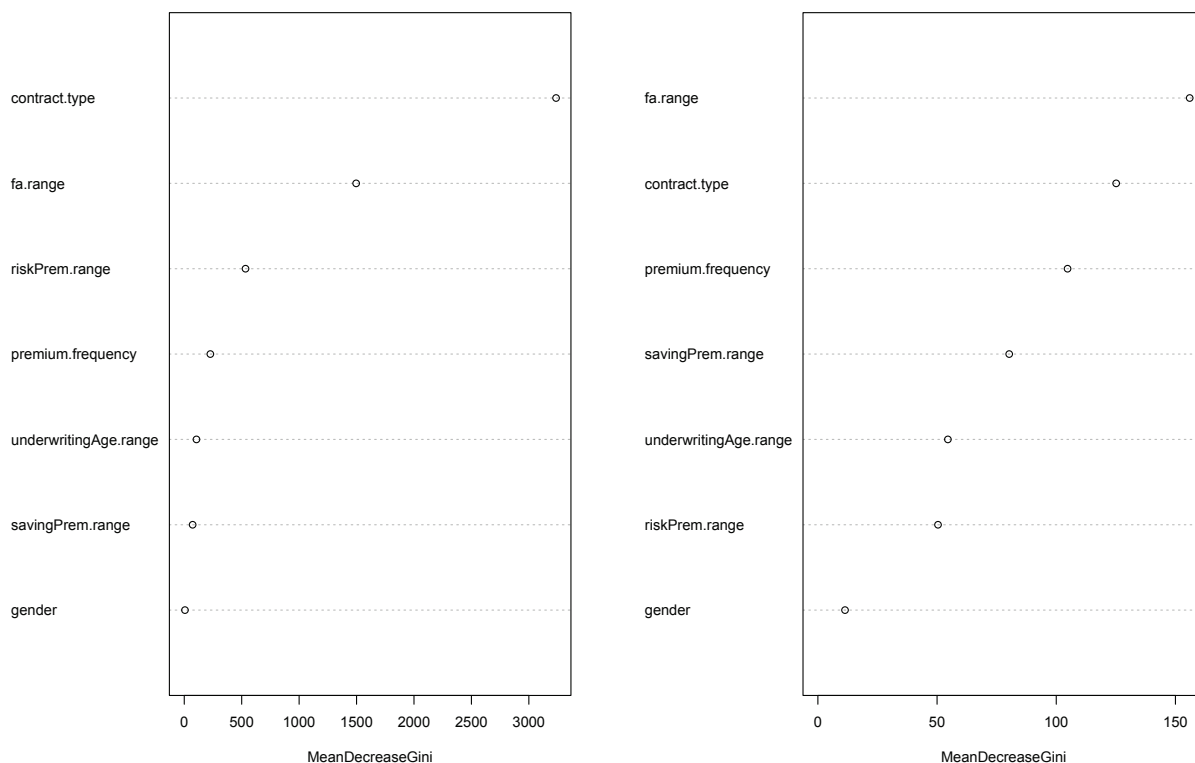 contract.type
fa.range
riskPrem.range
premium.frequency
underwritingAge.range
savingPrem.range
gender
0 500 1000 1500 2000 2500 3000
MeanDecreaseGini
fa.range
contract.type
premium.frequency
savingPrem.range
underwritingAge.range
riskPrem.range
gender
0 50 100 150
MeanDecreaseGini